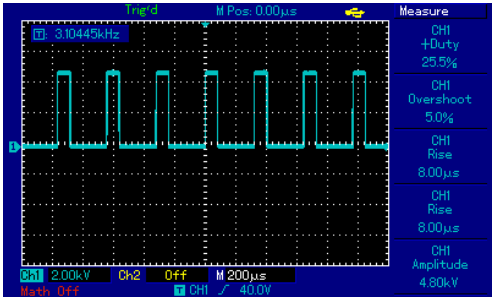 Trig'd M Pos: 0.00μs Measure
T: 3.10445kHz
CH1
+Duty
25.5%
CH1
Overshoot
5.0%
CH1
Rise
8.00μs
CH1
Rise
8.00μs
CH1
Amplitude
4.80kV
1
Ch1 2.00kV Ch2 Off M 200μs
Math Off T CH1 40.0V